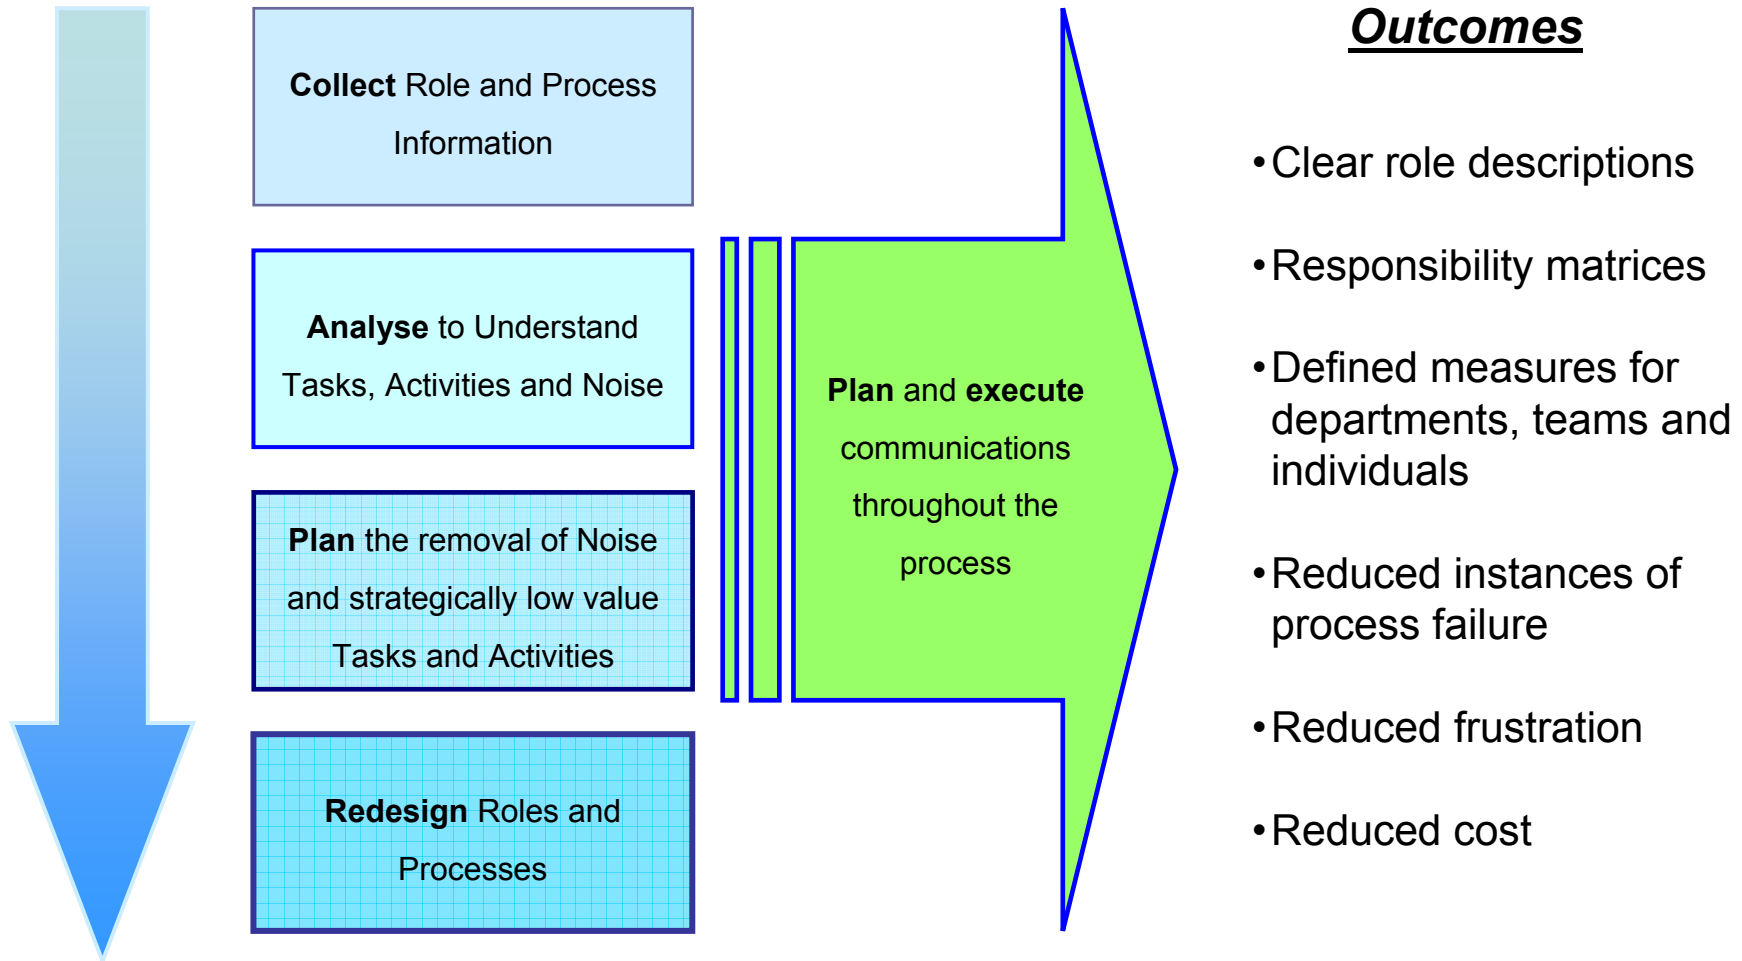 Collect Role and Process
Information
Analyse to Understand
Tasks, Activities and Noise
Plan the removal of Noise
and strategically low value
Tasks and Activities
Redesign Roles and
Processes
Plan and execute
communications
throughout the
process
Outcomes
•Clear role descriptions
•Responsibility matrices
•Defined measures for
departments, teams and
individuals
•Reduced instances of
process failure
•Reduced frustration
•Reduced cost